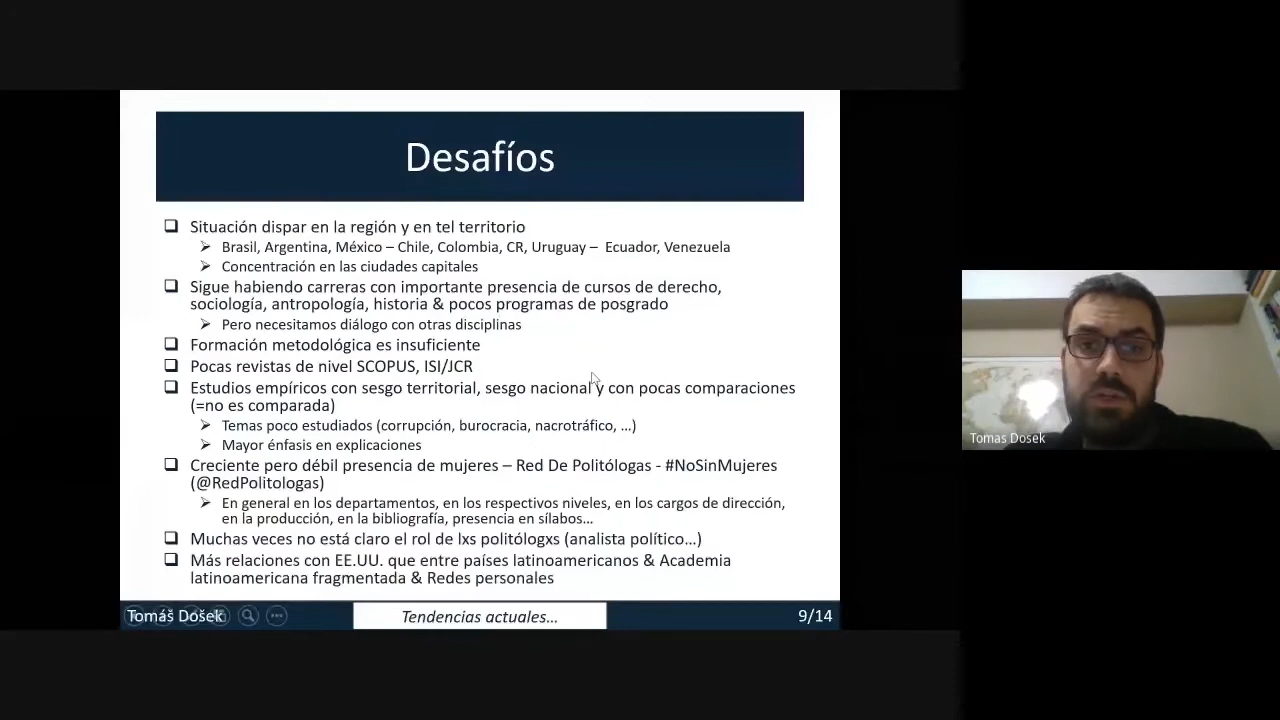 Desafíos
Situación dispar en la región y en tel territorio
Brasil, Argentina, México – Chile, Colombia, CR, Uruguay – Ecuador, Venezuela
Concentración en las ciudades capitales
Sigue habiendo carreras con importante presencia de cursos de derecho,
sociología, antropología, historia & pocos programas de posgrado
Pero necesitamos diálogo con otras disciplinas
Formación metodológica es insuficiente
Pocas revistas de nivel SCOPUS, ISI/JCR
Estudios empíricos con sesgo territorial, sesgo nacional y con pocas comparaciones
(=no es comparada)
Temas poco estudiados (corrupción, burocracia, nacrotráfico, …)
Mayor énfasis en explicaciones
Creciente pero débil presencia de mujeres – Red De Politólogas - #NoSinMujeres
(@RedPolitologas)
En general en los departamentos, en los respectivos niveles, en los cargos de dirección,
en la producción, en la bibliografía, presencia en sílabos…
Muchas veces no está claro el rol de lxs politólogxs (analista político…)
Más relaciones con EE.UU. que entre países latinoamericanos & Academia
latinoamericana fragmentada & Redes personales
Tomáš Došek
Tendencias actuales…
9/14
Tomas Dosek